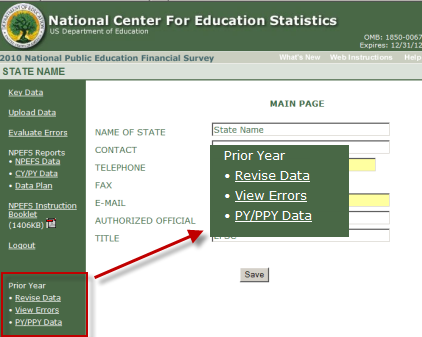 National Center For Education Statistics
US Department of Education
OMB: 1850-0067
Expires: 12/31/12
2010 National Public Education Financial Survey
What's New Web Instructions Help
STATE NAME
Key Data
Upload Data
Evaluate Errors
NPEFS Reports
• NPEFS Data
• CY/PY Data
• Data Plan
NPEFS Instruction
Booklet
(1406KB)
Logout
Prior Year
• Revise Data
• View Errors
• PY/PPY Data
MAIN PAGE
NAME OF STATE State Name
CONTACT
TELEPHONE
FAX
E-MAIL
AUTHORIZED OFFICIAL
TITLE
Prior Year
• Revise Data
• View Errors
• PY/PPY Data
Save